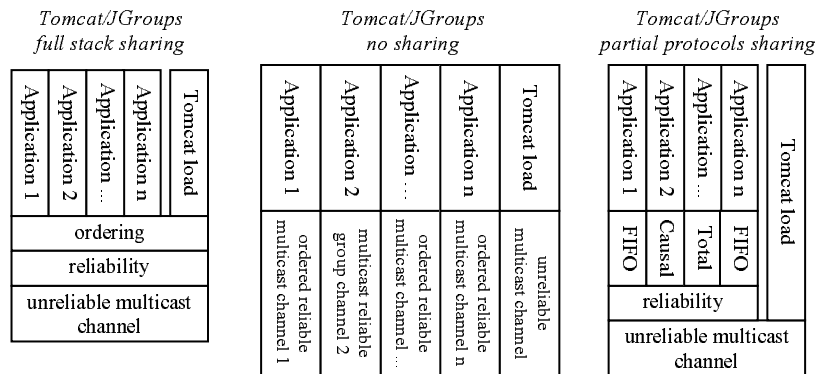 Tomcat/JGroups
full stack sharing
Application 1
Application 2
Application ...
Application n
Tomcat load
ordering
reliability
unreliable multicast
channel
Tomcat/JGroups
no sharing
Application 1
Application 2
Application ...
Application n
Tomcat load
ordered reliable
multicast channel 1
multicast reliable
group channel 2
ordered reliable
multicast channel ...
ordered reliable
multicast channel n
unreliable
multicast channel
Tomcat/JGroups
partial protocols sharing
Application 1
Application 2
Application ...
Application n
Tomcat load
FIFO
Causal
Total
FIFO
reliability
unreliable multicast
channel